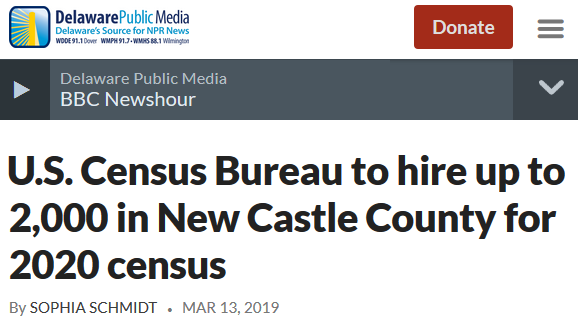 DelawarePublic Media
Delaware's Source for NPR News
WDDE 91.1 Dover WMPH 91.7 • WMHS 88.1 Wilmington
Donate
Delaware Public Media
BBC Newshour
U.S. Census Bureau to hire up to
2,000 in New Castle County for
2020 census
By SOPHIA SCHMIDT • MAR 13, 2019